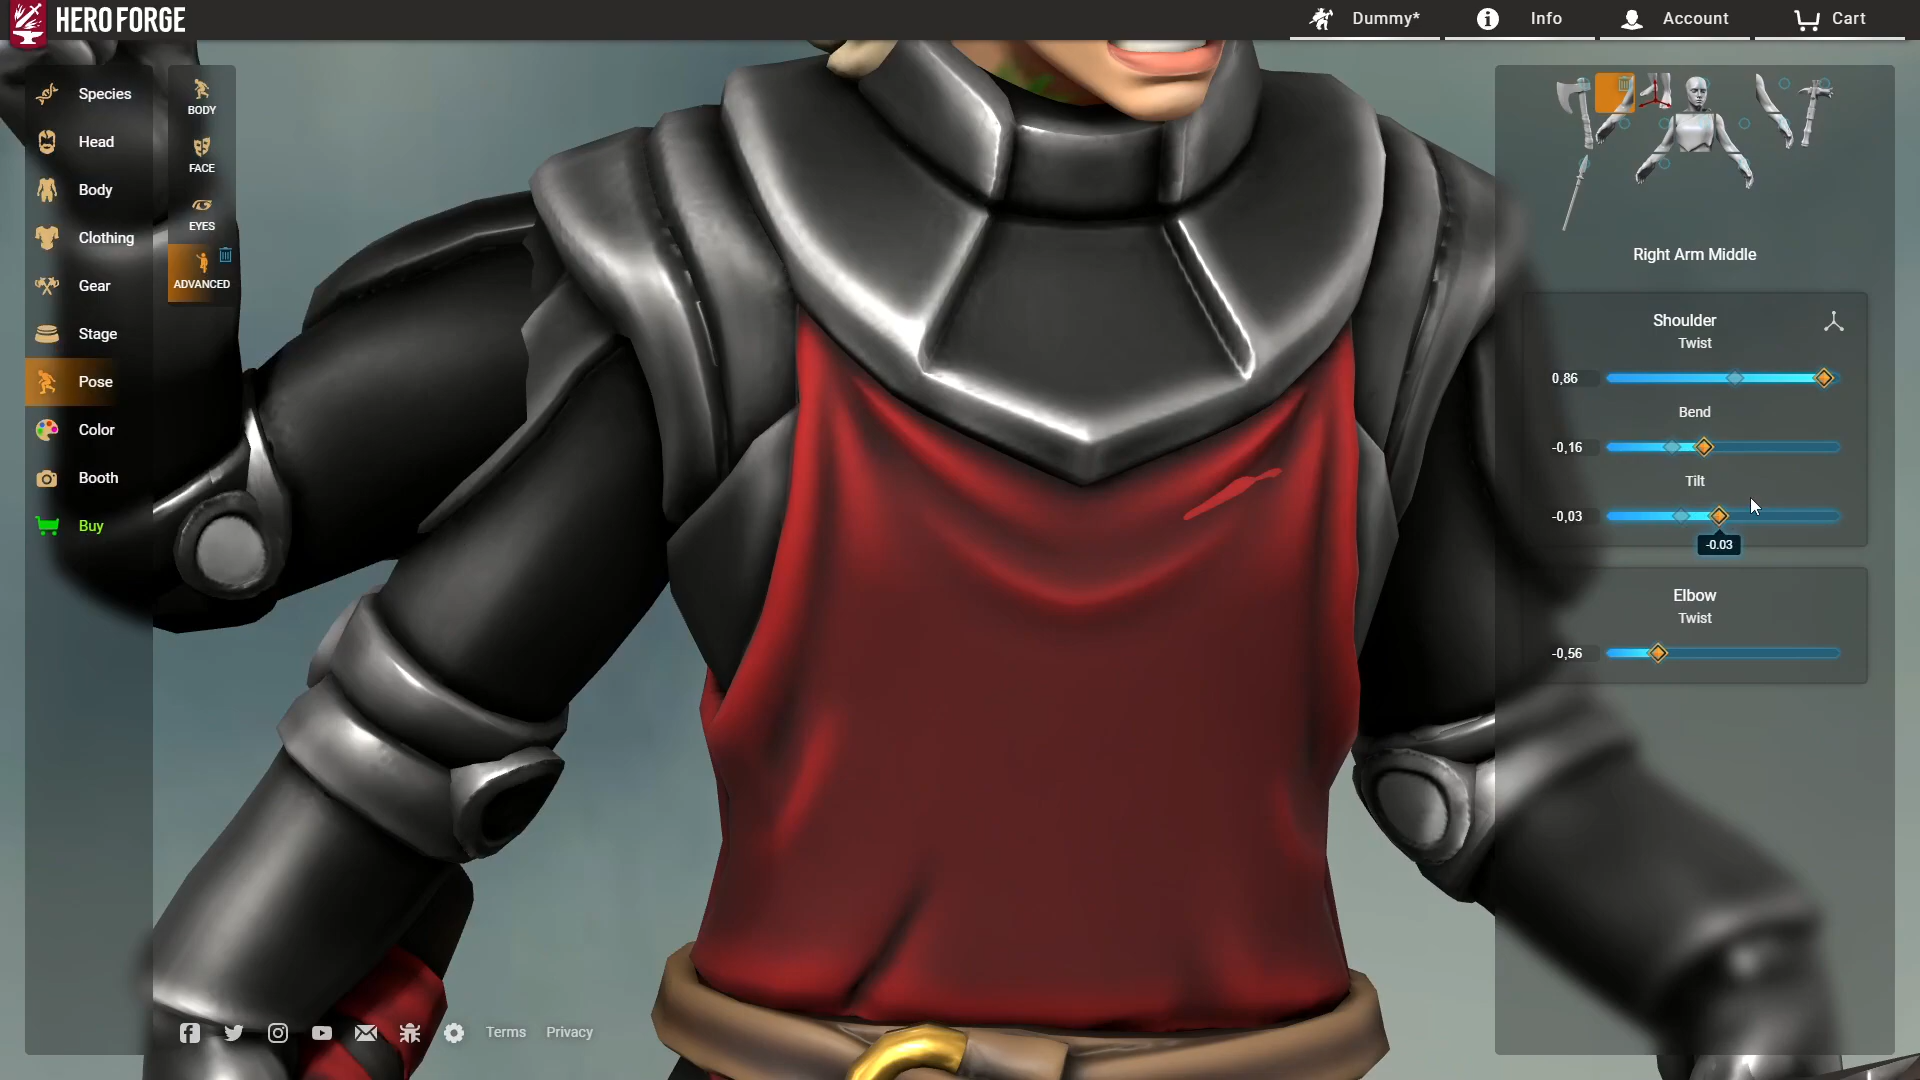 HERO FORGE
Dummy*
Info
Account
Cart
Species
Head
Body
Clothing
Gear
Stage
Pose
Color
Booth
Buy
BODY
FACE
EYES
ADVANCED
Right Arm Middle
Shoulder
Twist
0,86
Bend
-0,16
Tilt
-0,03
-0.03
Elbow
Twist
-0,56
Terms
Privacy